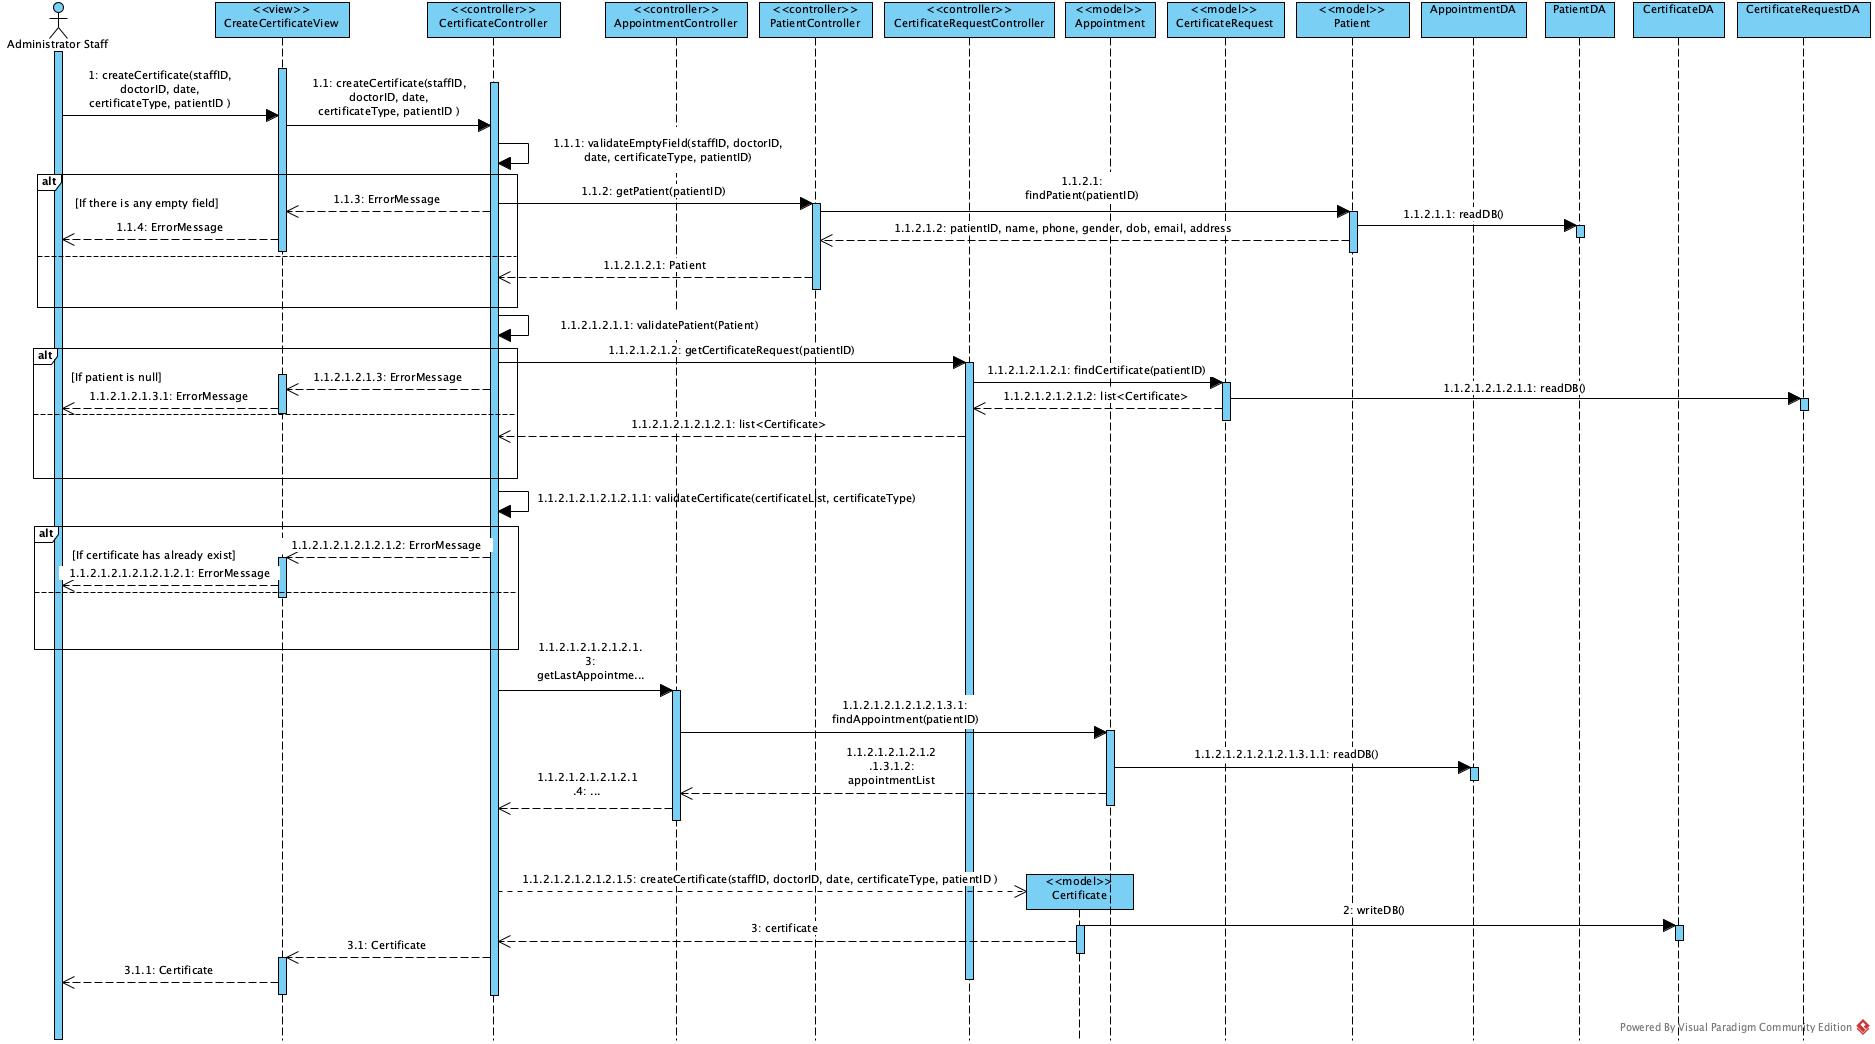 Administrator Staff
<<view>>
CreateCertificateView
<<controller>>
CertificateController
<<controller>>
AppointmentController
<<controller>>
PatientController
<<controller>>
CertificateRequestController
<<model>>
Appointment
<<model>>
CertificateRequest
<<model>>
Patient
AppointmentDA
PatientDA
CertificateDA
CertificateRequestDA
1: createCertificate(staffID,
doctorID, date,
certificateType, patientID )
1.1: createCertificate(staffID,
doctorID, date,
certificateType, patientID )
1.1.1: validateEmptyField(staffID, doctorID,
date, certificateType, patientID)
alt
[If there is any empty field]
1.1.2: getPatient(patientID)
1.1.2.1:
findPatient(patientID)
1.1.3: ErrorMessage
1.1.2.1.1: readDB()
1.1.4: ErrorMessage
1.1.2.1.2: patientID, name, phone, gender, dob, email, address
1.1.2.1.2.1: Patient
1.1.2.1.2.1.1: validatePatient(Patient)
alt
[If patient is null]
1.1.2.1.2.1.2: getCertificateRequest(patientID)
1.1.2.1.2.1.2.1: findCertificate(patientID)
1.1.2.1.2.1.3: ErrorMessage
1.1.2.1.2.1.2.1.1: readDB()
1.1.2.1.2.1.3.1: ErrorMessage
1.1.2.1.2.1.2.1.2: list<Certificate>
1.1.2.1.2.1.2.1.2.1: list<Certificate>
1.1.2.1.2.1.2.1.2.1.1: validateCertificate(certificateList, certificateType)
alt
[If certificate has already exist]
1.1.2.1.2.1.2.1.2.1.2: ErrorMessage
1.1.2.1.2.1.2.1.2.1.2.1: ErrorMessage
1.1.2.1.2.1.2.1.2.1.
3:
getLastAppointme...
1.1.2.1.2.1.2.1.2.1.3.1:
findAppointment(patientID)
1.1.2.1.2.1.2.1.2.1.3.1.1: readDB()
1.1.2.1.2.1.2.1.2
.1.3.1.2:
appointmentList
1.1.2.1.2.1.2.1.2.1
.4: ...
1.1.2.1.2.1.2.1.2.1.5: createCertificate(staffID, doctorID, date, certificateType, patientID )
<<model>>
Certificate
2: writeDB()
3: certificate
3.1: Certificate
3.1.1: Certificate
Powered By Visual Paradigm Community Edition